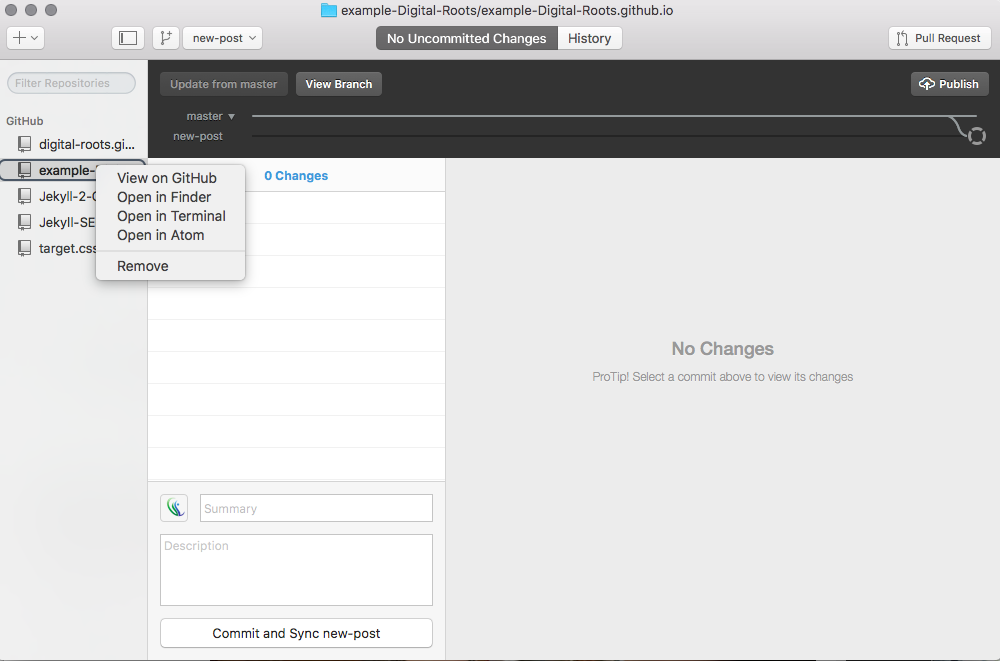 example-Digital-Roots/example-Digital-Roots.github.io
new-post
No Uncommitted Changes
History
Pull Request
Filter Repositories
Update from master
View Branch
Publish
master
new-post
GitHub
digital-roots.gi...
example-
Jekyll-2-
Jekyll-SE
target.css
View on GitHub
Open in Finder
Open in Terminal
Open in Atom
Remove
0 Changes
No Changes
ProTip! Select a commit above to view its changes
Summary
Description
Commit and Sync new-post